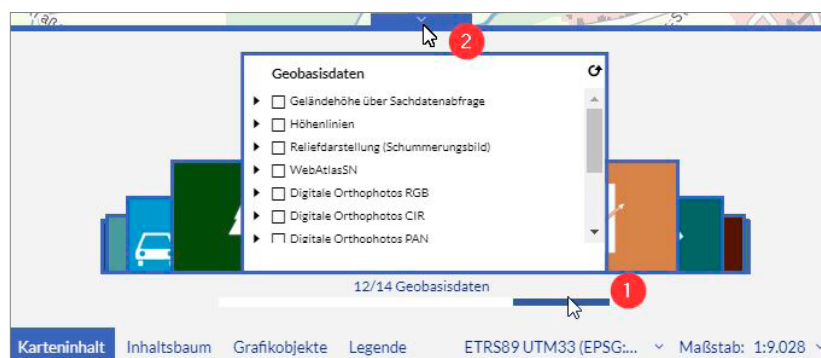 2
Geobasisdaten
Geländehöhe über Sachdatenabfrage
Höhenlinien
Reliefdarstellung (Schummerungsbild)
WebAtlasSN
Digitale Orthophotos RGB
Digitale Orthophotos CIR
Digitale Orthophotos PAN
12/14 Geobasisdaten
1
Karteninhalt Inhaltsbaum Grafikobjekte Legende ETRS89 UTM33 (EPSG:... Maßstab: 1:9.028